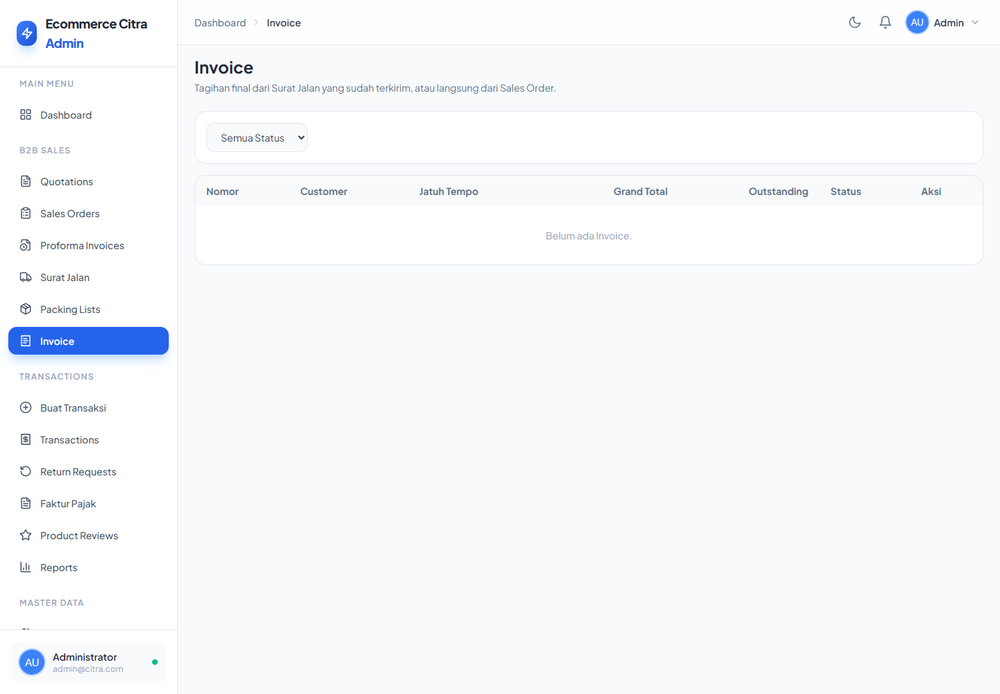 Ecommerce Citra
Admin
MAIN MENU
Dashboard
B2B SALES
Quotations
Sales Orders
Proforma Invoices
Surat Jalan
Packing Lists
Invoice
TRANSACTIONS
Buat Transaksi
Transactions
Return Requests
Faktur Pajak
Product Reviews
Reports
MASTER DATA
AU
Administrator
admin@citra.com
Dashboard
Invoice
AU
Admin
Invoice
Tagihan final dari Surat Jalan yang sudah terkirim, atau langsung dari Sales Order.
Semua Status
Nomor Customer Jatuh Tempo Grand Total Outstanding Status Aksi
Belum ada Invoice.